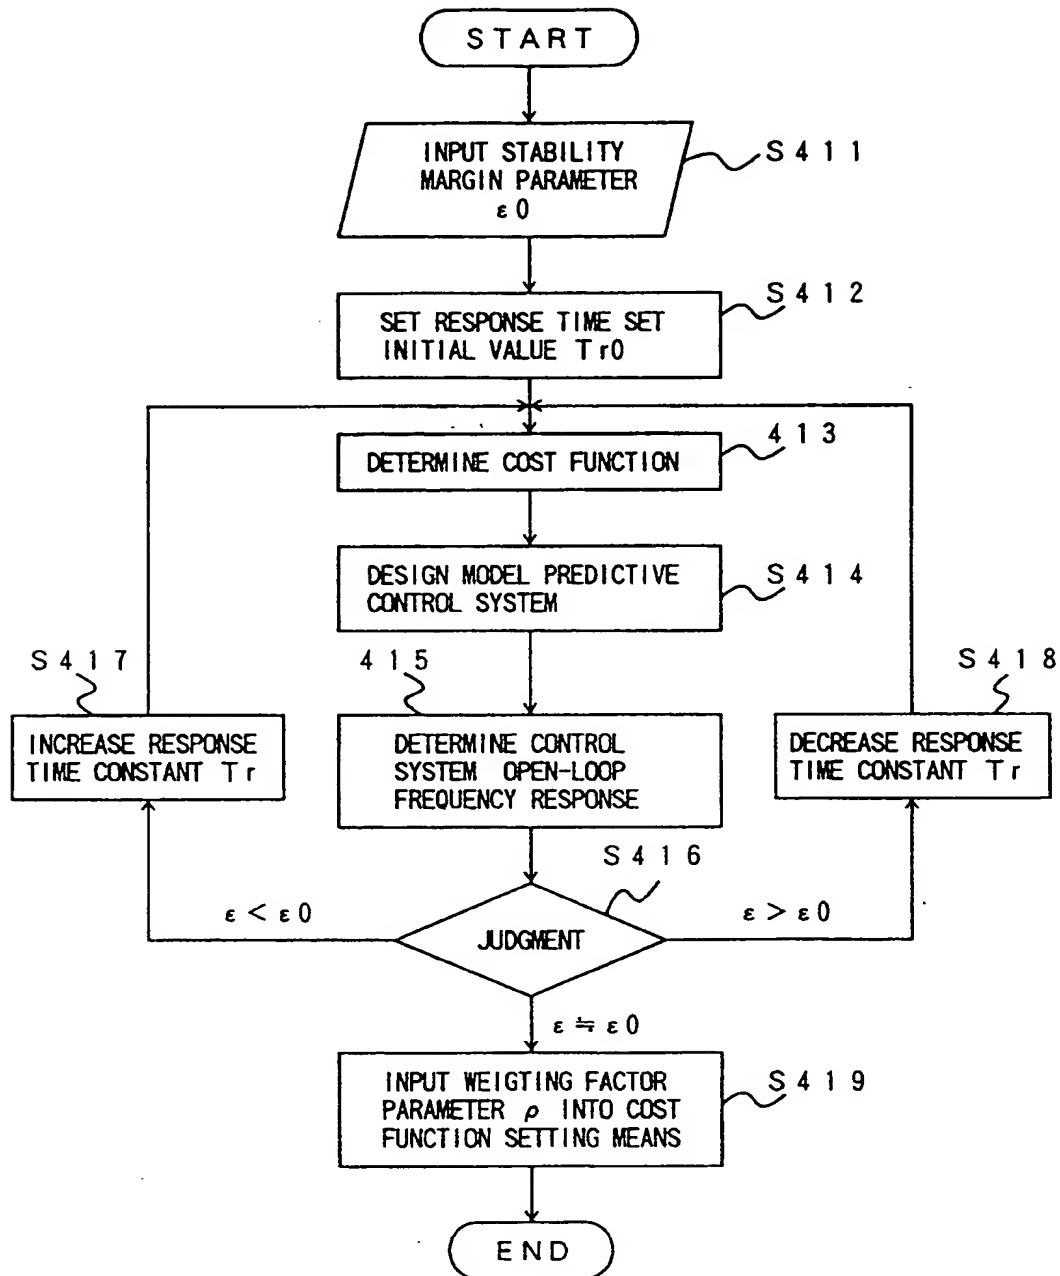 START
INPUT STABILITY
MARGIN PARAMETER
ε0
S411
SET RESPONSE TIME SET
INITIAL VALUE Tr0
S412
DETERMINE COST FUNCTION
413
DESIGN MODEL PREDICTIVE
CONTROL SYSTEM
S414
S417
INCREASE RESPONSE
TIME CONSTANT Tr
415
DETERMINE CONTROL
SYSTEM OPEN-LOOP
FREQUENCY RESPONSE
S418
DECREASE RESPONSE
TIME CONSTANT Tr
S416
ε < ε0
JUDGMENT
ε > ε0
ε ≒ ε0
INPUT WEIGTING FACTOR
PARAMETER ρ INTO COST
FUNCTION SETTING MEANS
S419
END